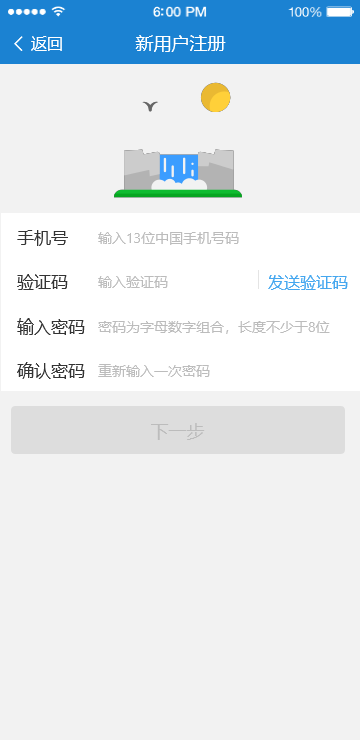 6:00 PM 100%
返回 新用户注册
手机号 输入13位中国手机号码
验证码 输入验证码 发送验证码
输入密码 密码为字母数字组合，长度不少于8位
确认密码 重新输入一次密码
下一步